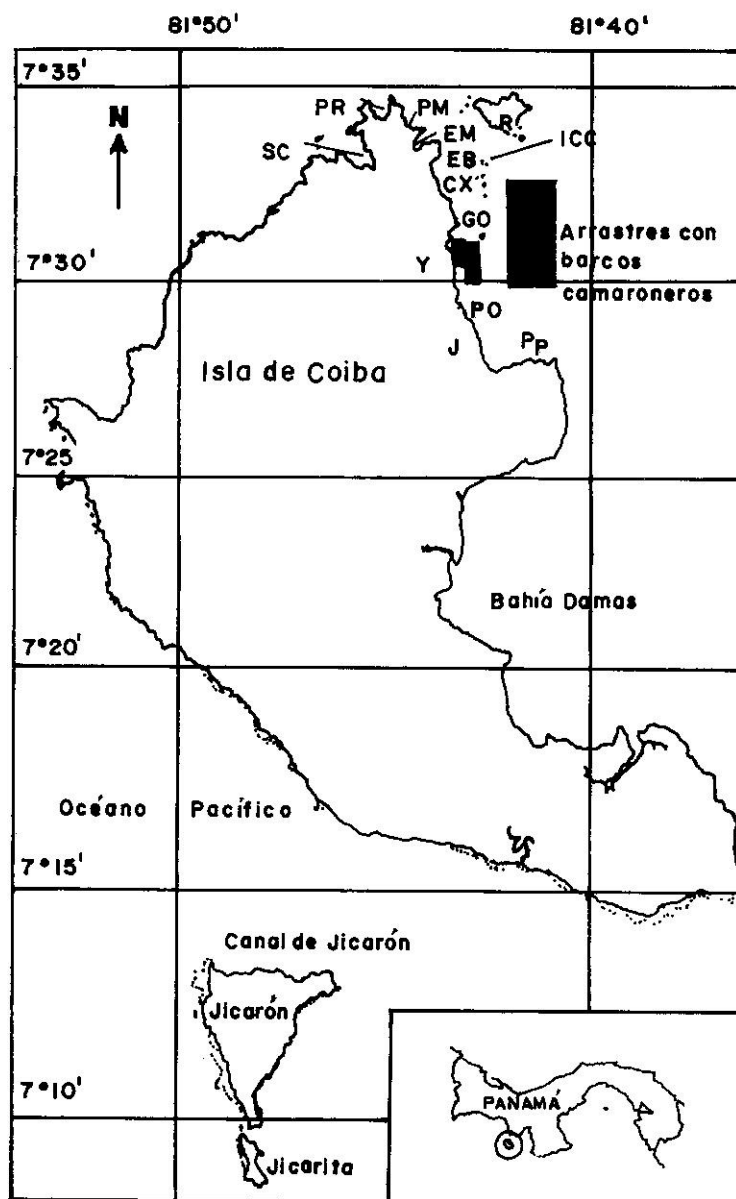 81°50' 81°40'
7°35'
N
PR PM
EM
R
SC
EB ICC
CX
GO
Arrastres con
barcos
camaroneros
7°30'
Y
PO
J PP
Isla de Coiba
7°25
Bahía Damas
7°20'
Océano Pacífico
7°15'
Canal de Jicarón
Jicarón
7°10'
Jicarita
PANAMÁ